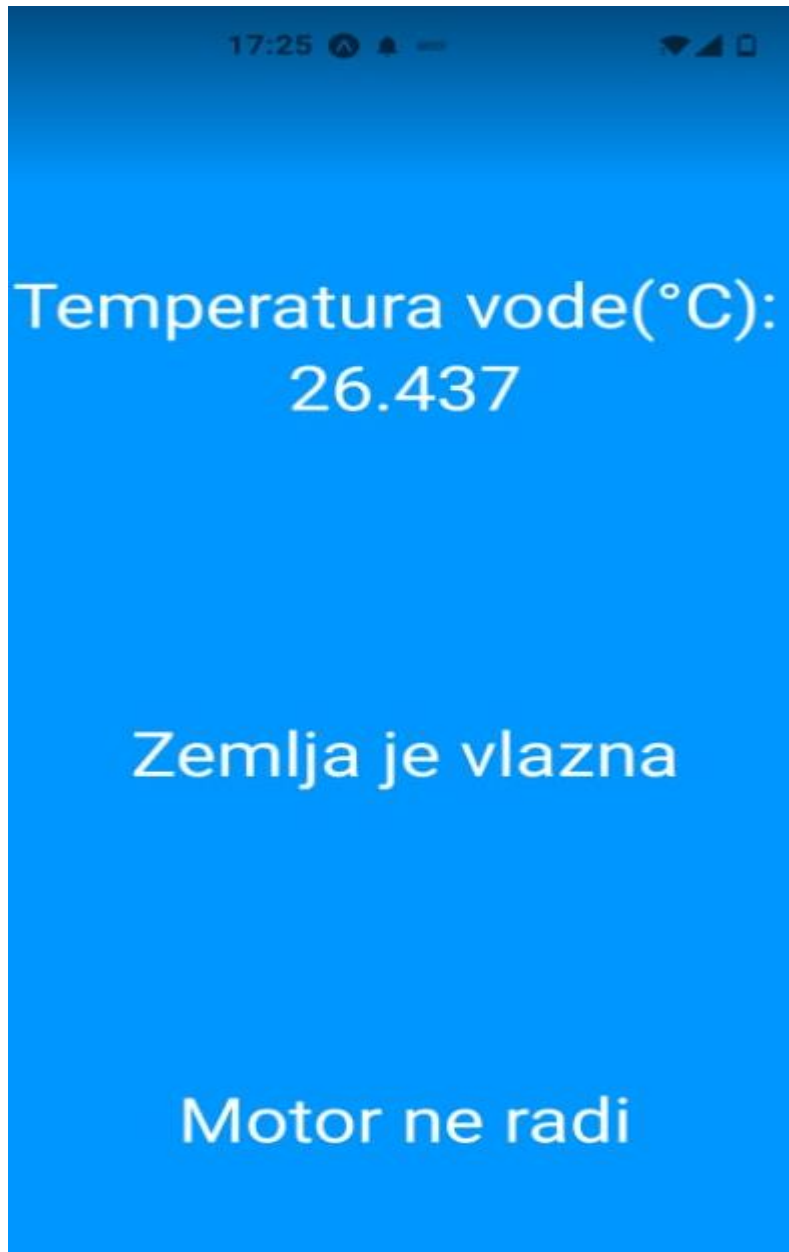 17:25
Temperatura vode(°C):
26.437
Zemlja je vlazna
Motor ne radi